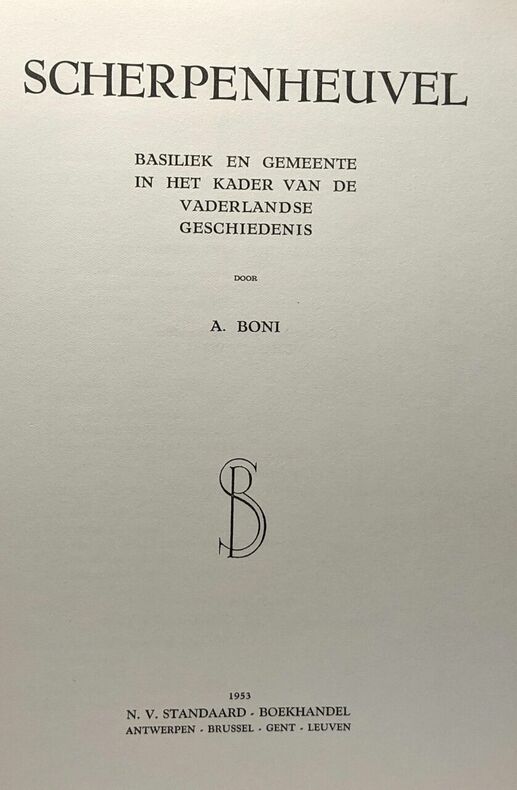 SCHERPENHEUVEL
BASILIEK EN GEMEENTE
IN HET KADER VAN DE
VADERLANDSE
GESCHIEDENIS
DOOR
A. BONI
SB
1953
N. V. STANDAARD - BOEKHANDEL
ANTWERPEN - BRUSSEL - GENT - LEUVEN